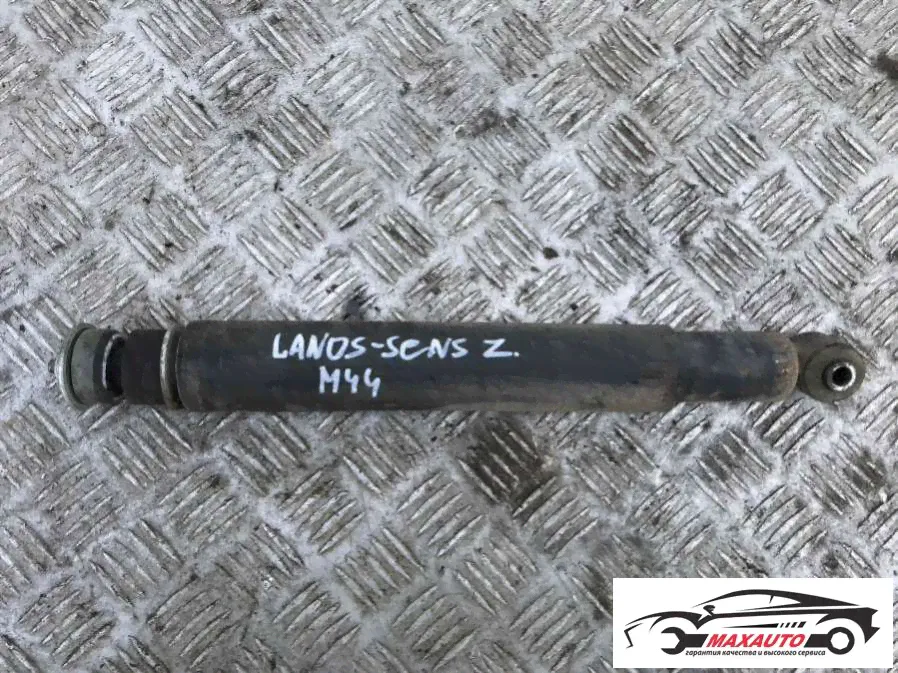 LANOS-SENS Z.
M44
MAXAUTO
гарантия качества и высокого сервиса